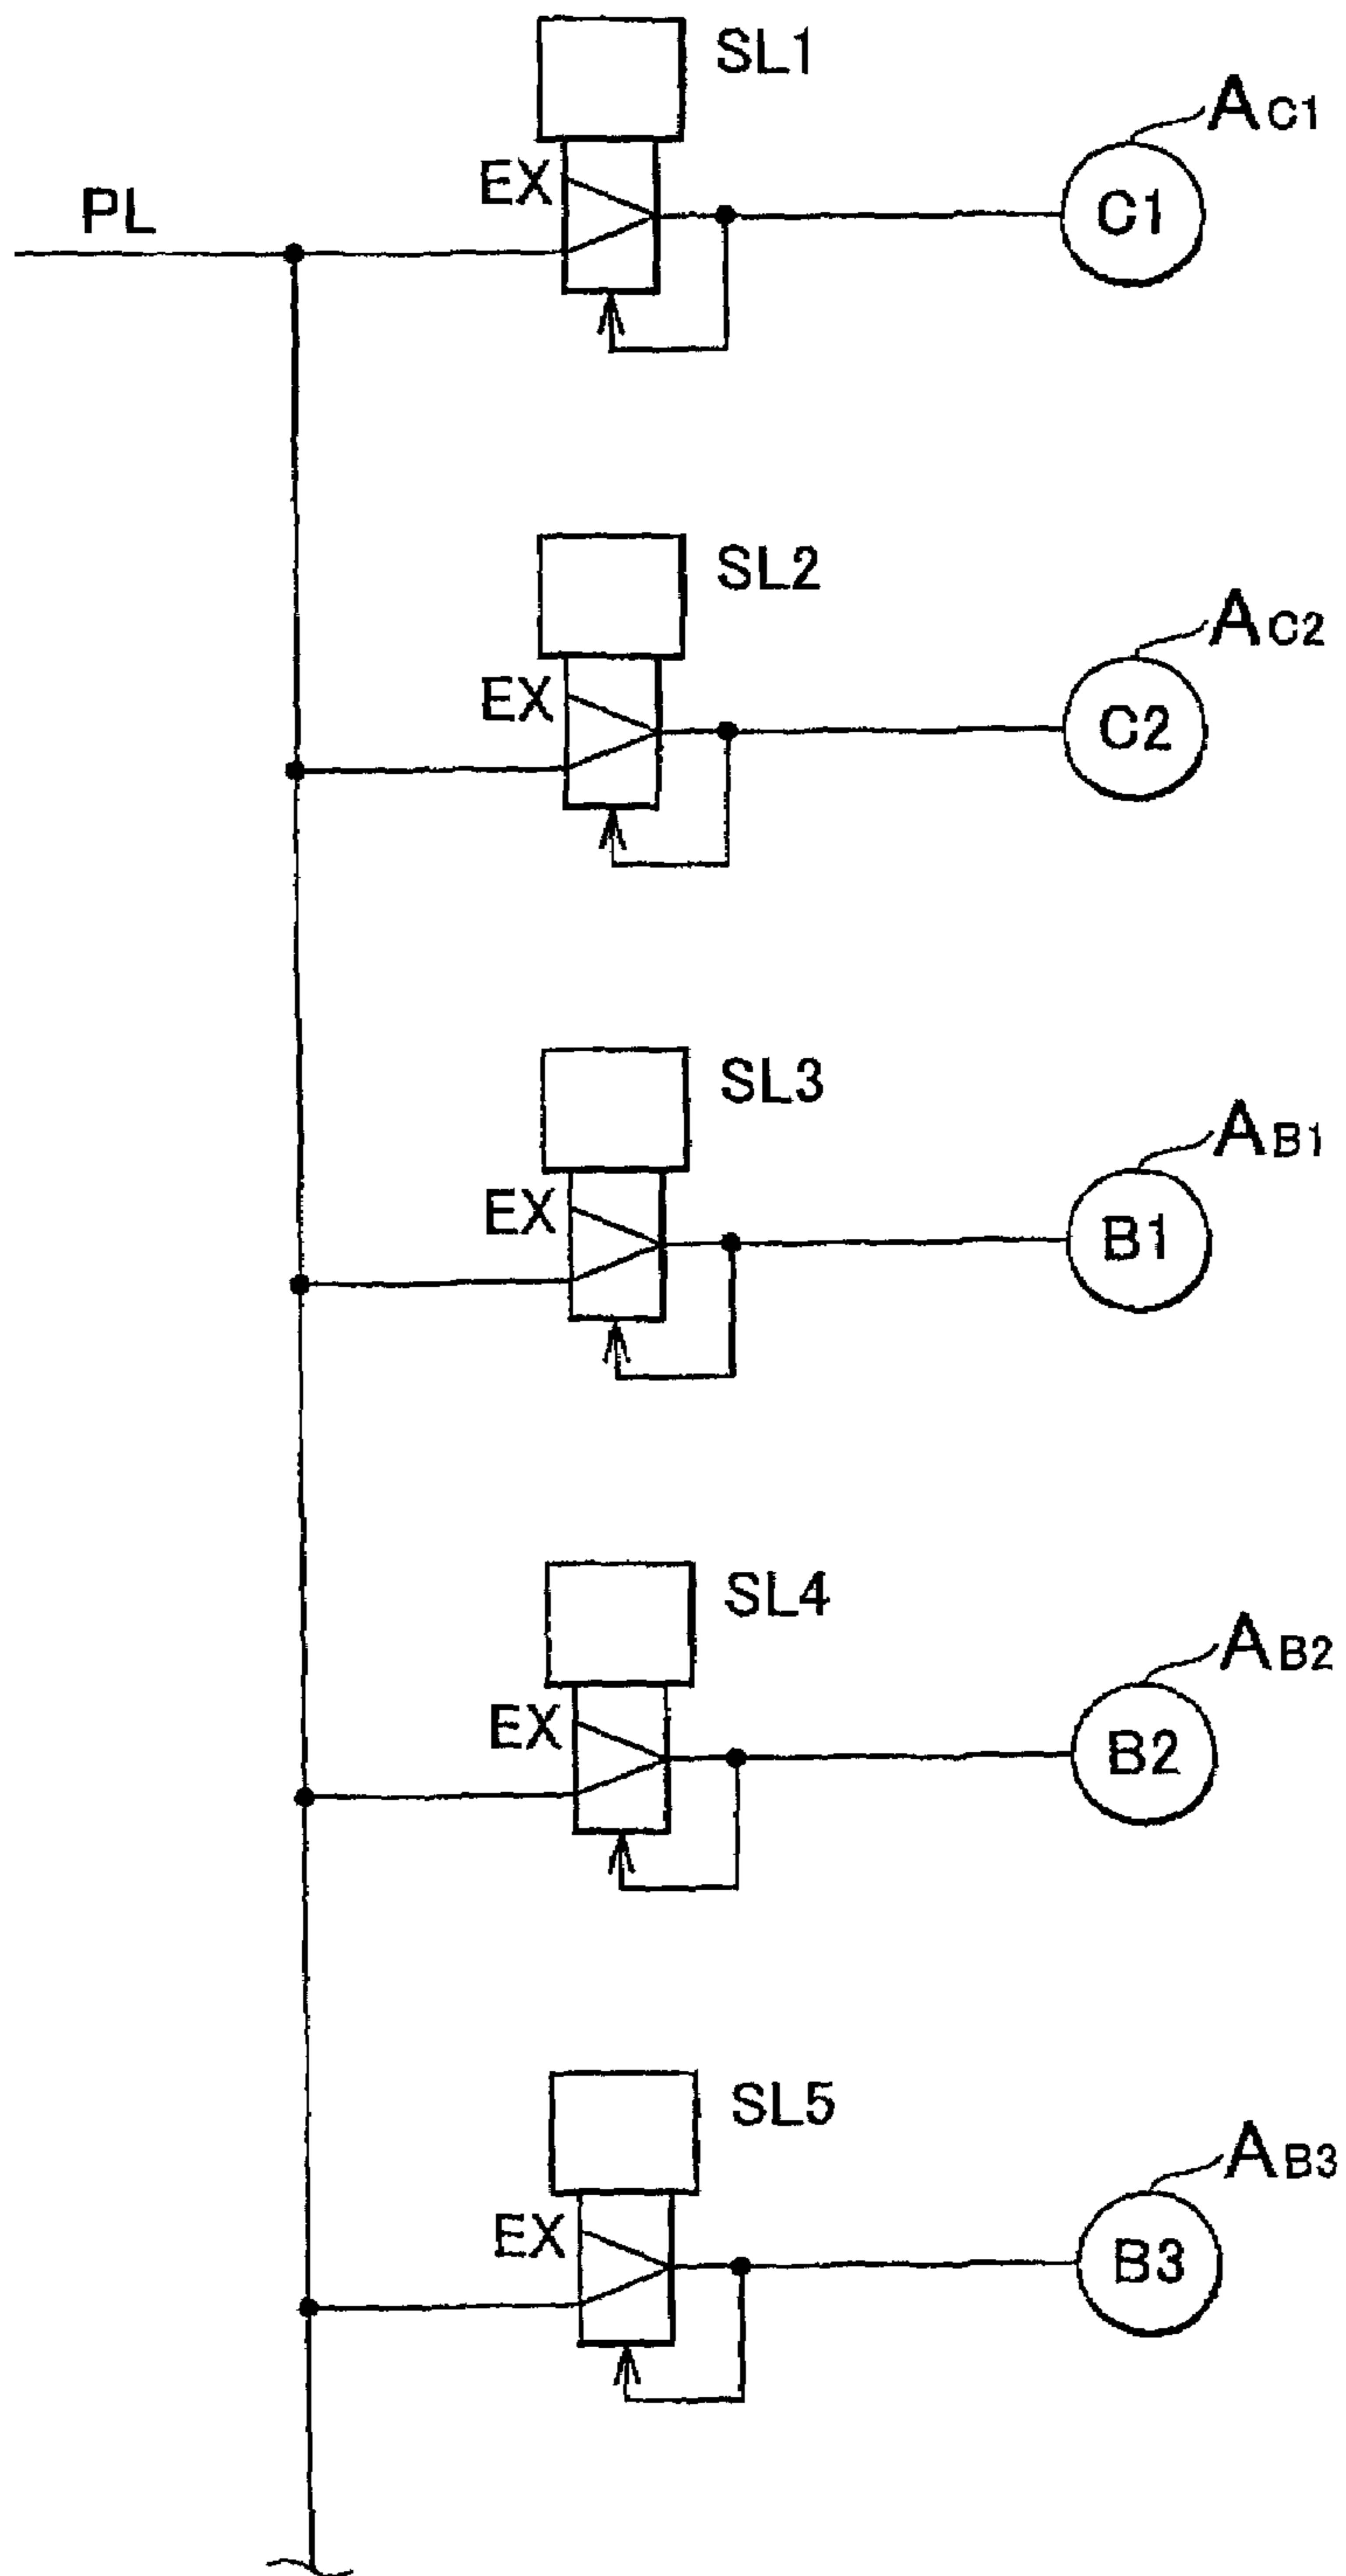 SL1
AC1
EX
PL
C1
SL2
AC2
EX
C2
SL3
AB1
EX
B1
SL4
AB2
EX
B2
SL5
AB3
EX
B3